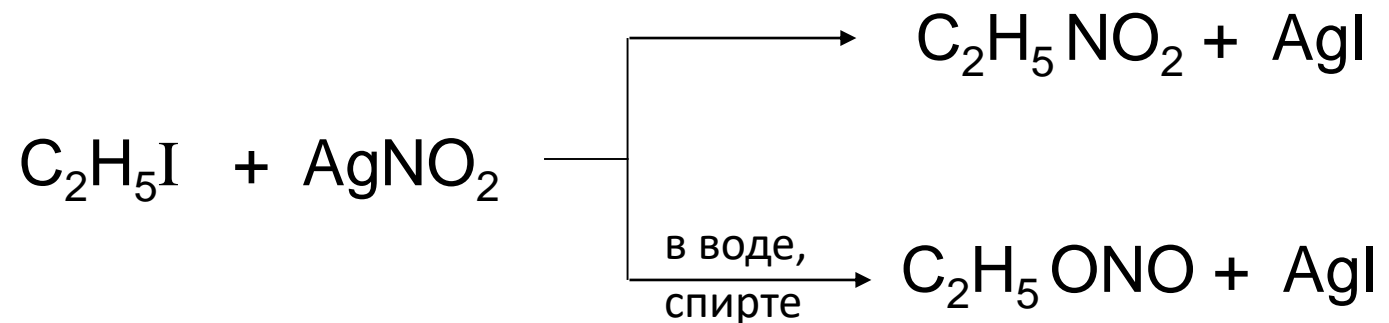 C₂H₅NO₂ + AgI
C₂H₅I + AgNO₂
в воде,
спирте
C₂H₅ONO + AgI